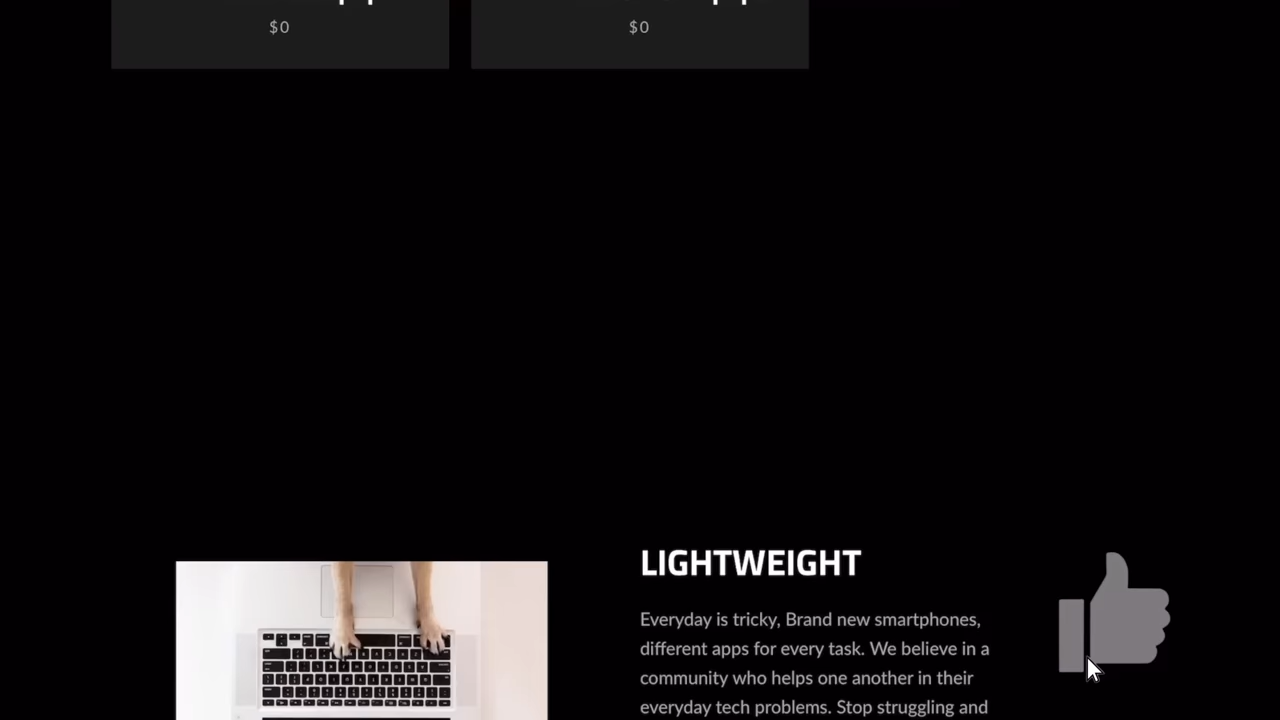 $0
$0
LIGHTWEIGHT
Everyday is tricky, Brand new smartphones,
different apps for every task. We believe in a
community who helps one another in their
everyday tech problems. Stop struggling and